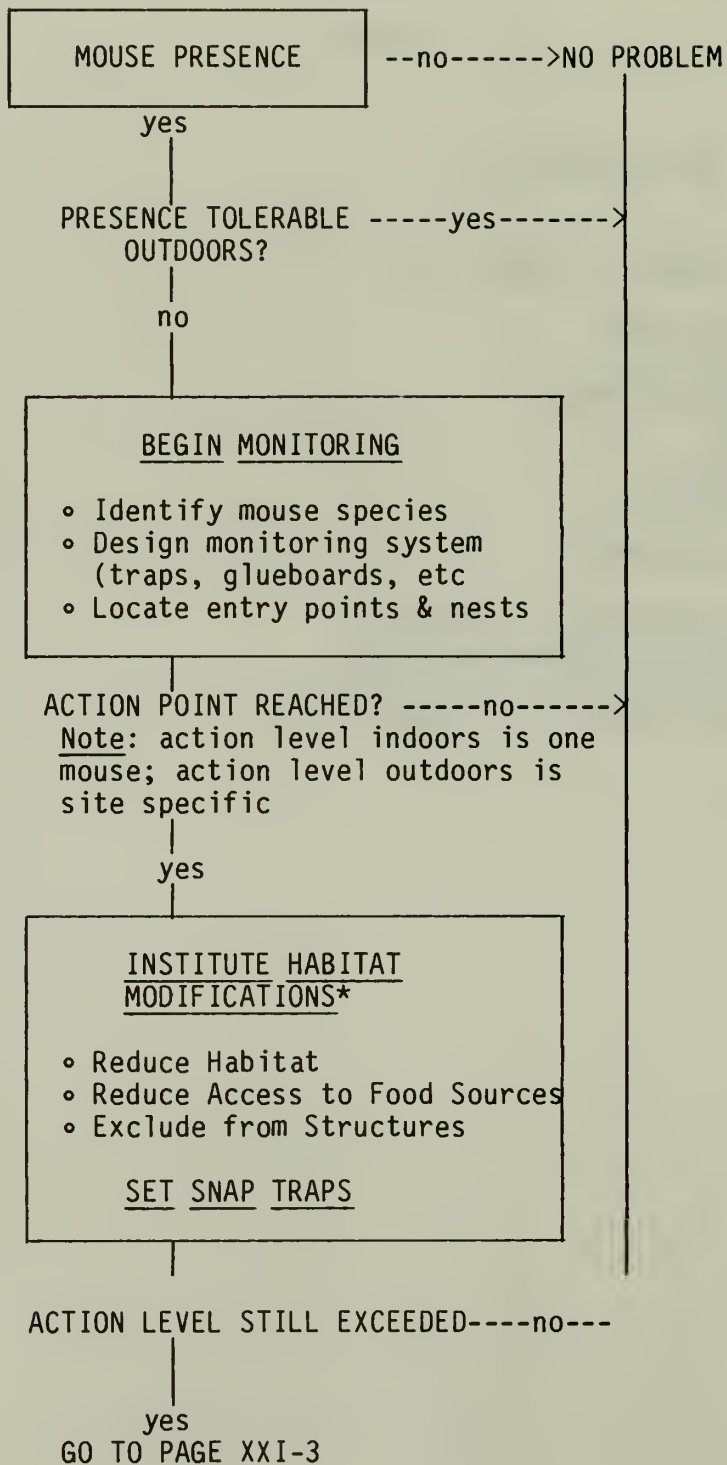 MOUSE PRESENCE --no------>NO PROBLEM
yes
PRESENCE TOLERABLE -----yes------->
OUTDOORS?
no
BEGIN MONITORING
∘ Identify mouse species
∘ Design monitoring system
(traps, glueboards, etc
∘ Locate entry points & nests
ACTION POINT REACHED? -----no------>
Note: action level indoors is one
mouse; action level outdoors is
site specific
yes
INSTITUTE HABITAT
MODIFICATIONS*
∘ Reduce Habitat
∘ Reduce Access to Food Sources
∘ Exclude from Structures
SET SNAP TRAPS
ACTION LEVEL STILL EXCEEDED----no---
yes
GO TO PAGE XXI-3